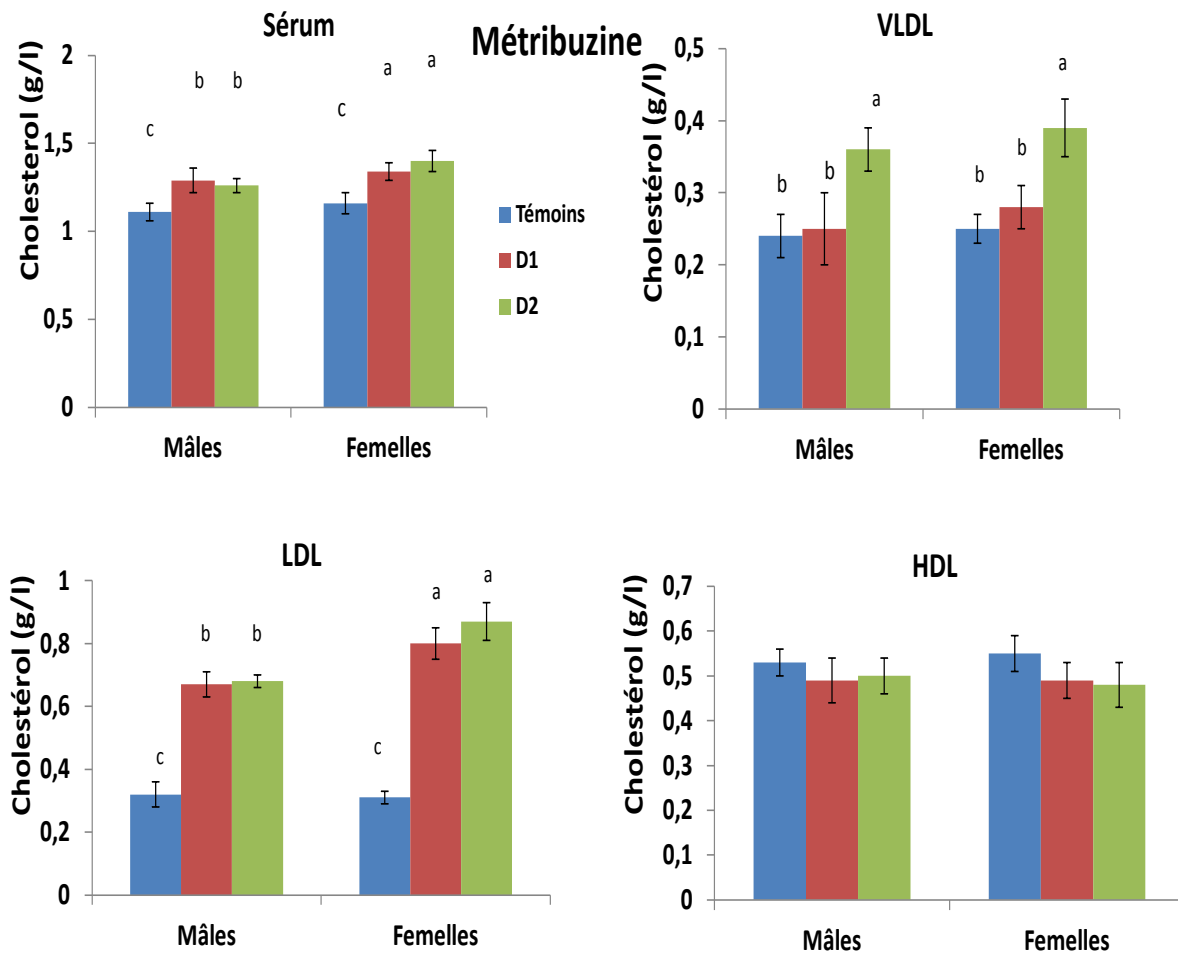 Métribuzine
Sérum
Cholesterol (g/l)
2
1,5
1
0,5
0
c
b
b
c
a
a
Mâles
Femelles
Témoins
D1
D2
VLDL
Cholestérol (g/l)
0,5
0,4
0,3
0,2
0,1
0
b
b
a
b
b
a
Mâles
Femelles
LDL
Cholestérol (g/l)
1
0,8
0,6
0,4
0,2
0
c
b
b
c
a
a
Mâles
Femelles
HDL
Cholestérol (g/l)
0,7
0,6
0,5
0,4
0,3
0,2
0,1
0
Mâles
Femelles